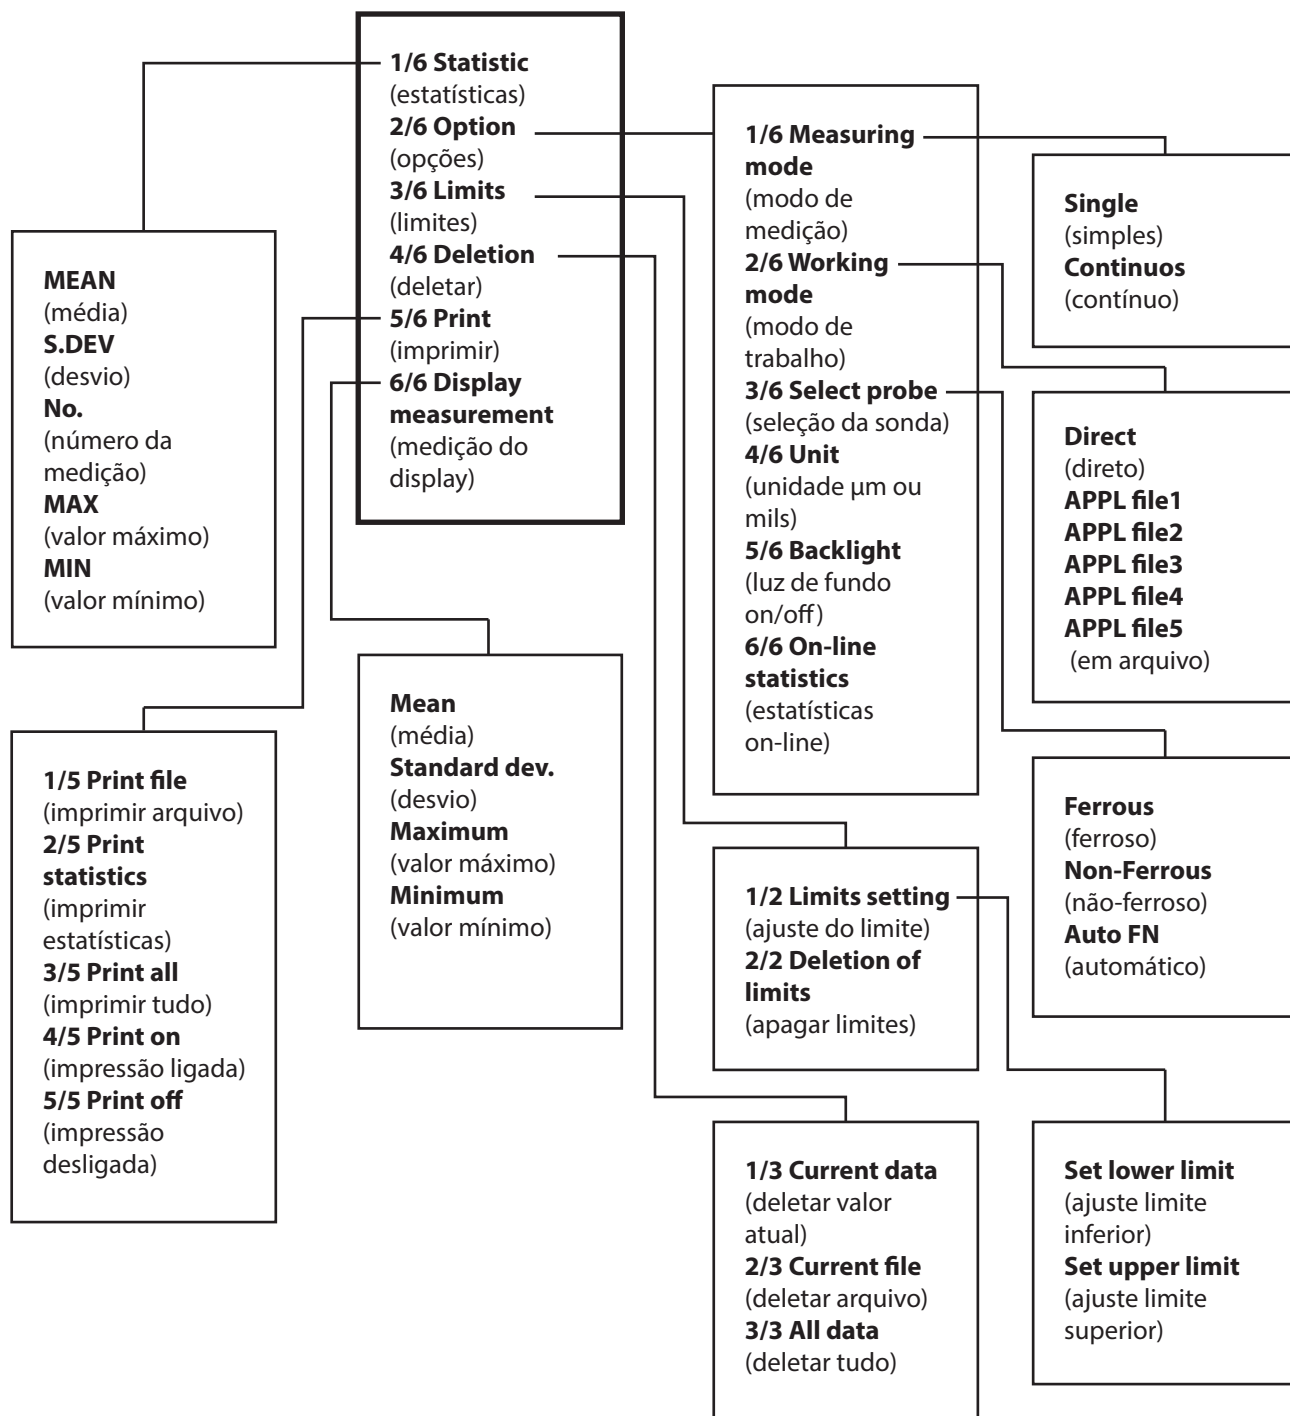 1/6 Statistic
(estatísticas)
2/6 Option
(opções)
3/6 Limits
(limites)
4/6 Deletion
(deletar)
5/6 Print
(imprimir)
6/6 Display
measurement
(medição do
display)
MEAN
(média)
S.DEV
(desvio)
No.
(número da
medição)
MAX
(valor máximo)
MIN
(valor mínimo)
1/5 Print file
(imprimir arquivo)
2/5 Print
statistics
(imprimir
estatísticas)
3/5 Print all
(imprimir tudo)
4/5 Print on
(impressão ligada)
5/5 Print off
(impressão
desligada)
Mean
(média)
Standard dev.
(desvio)
Maximum
(valor máximo)
Minimum
(valor mínimo)
1/6 Measuring
mode
(modo de
medição)
2/6 Working
mode
(modo de
trabalho)
3/6 Select probe
(seleção da sonda)
4/6 Unit
(unidade µm ou
mils)
5/6 Backlight
(luz de fundo
on/off)
6/6 On-line
statistics
(estatísticas
on-line)
1/2 Limits setting
(ajuste do limite)
2/2 Deletion of
limits
(apagar limites)
1/3 Current data
(deletar valor
atual)
2/3 Current file
(deletar arquivo)
3/3 All data
(deletar tudo)
Single
(simples)
Continuos
(contínuo)
Direct
(direto)
APPL file1
APPL file2
APPL file3
APPL file4
APPL file5
(em arquivo)
Ferrous
(ferroso)
Non-Ferrous
(não-ferroso)
Auto FN
(automático)
Set lower limit
(ajuste limite
inferior)
Set upper limit
(ajuste limite
superior)